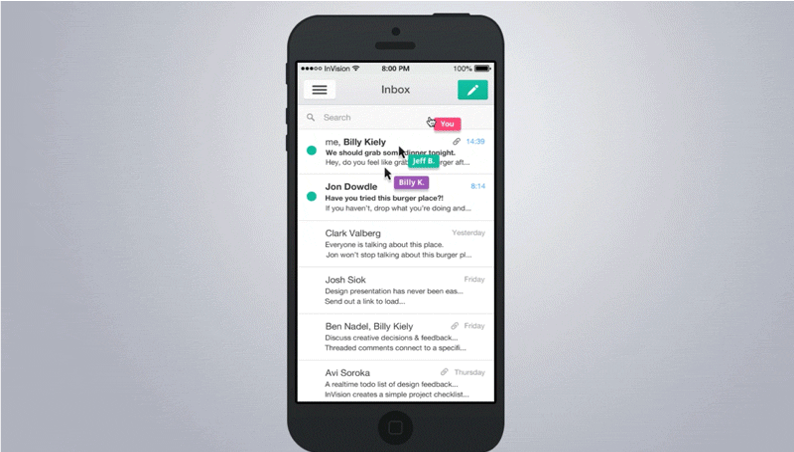 InVision 8:00 PM 100%
Inbox
Search
You
me, Billy Kiely 14:39
We should grab some dinner tonight.
Jeff B.
Hey, do you feel like grab burger aft...
Billy K.
Jon Dowdle 8:14
Have you tried this burger place?!
If you haven't, drop what you're doing and...
Clark Valberg Yesterday
Everyone is talking about this place.
Jon won't stop talking about this burger pl...
Josh Siok Friday
Design presentation has never been eas...
Send out a link to load...
Ben Nadel, Billy Kiely Friday
Discuss creative decisions & feedback...
Threaded comments connect to a specifi...
Avi Soroka Thursday
A realtime todo list of design feedback...
InVision creates a simple project checklist...